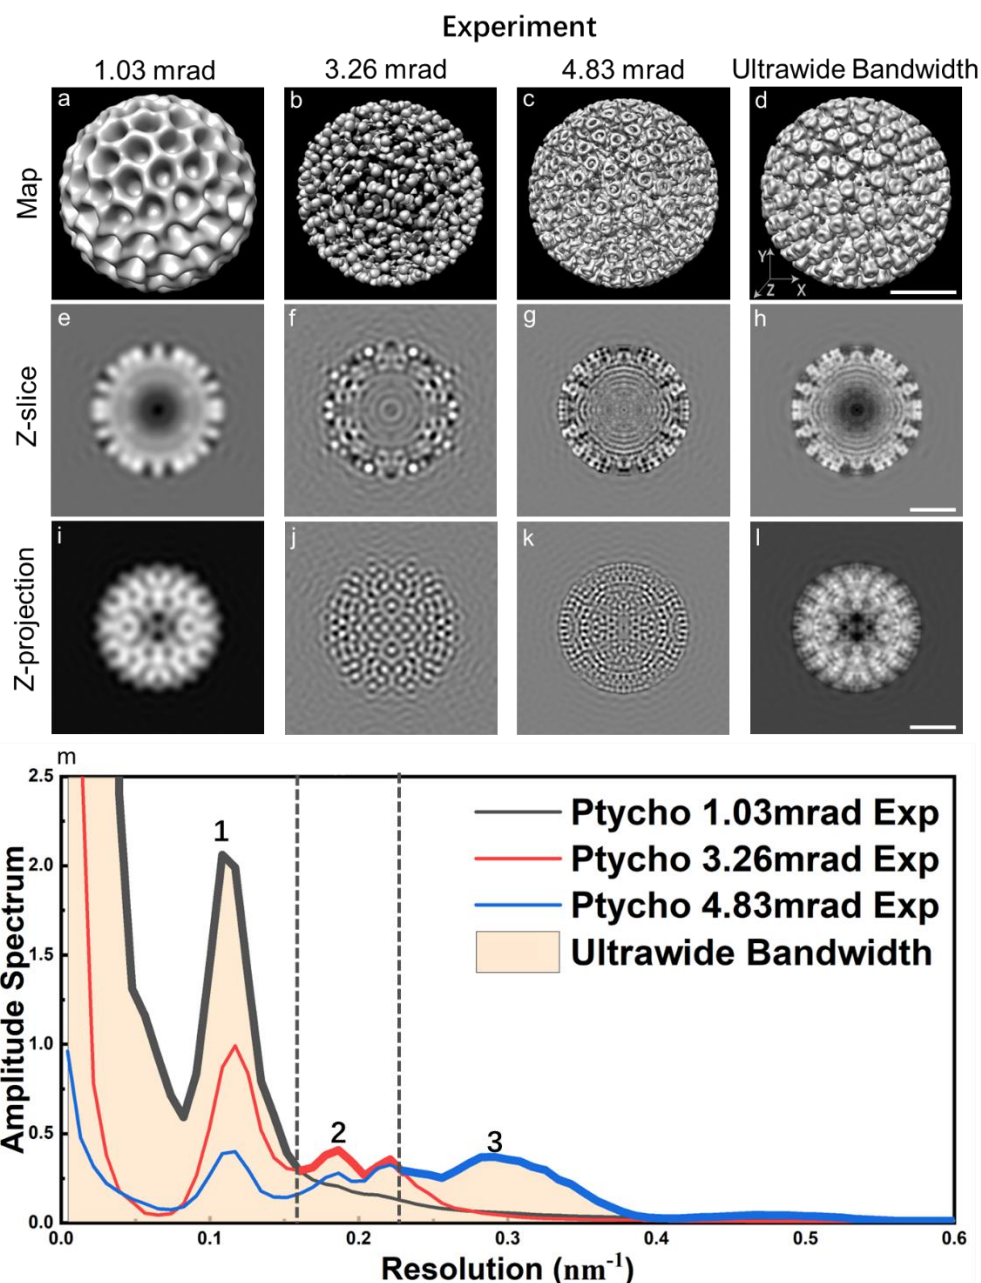 Experiment
1.03 mrad 3.26 mrad 4.83 mrad Ultrawide Bandwidth
Map
a b c d
Y
Z X
Z-slice
e f g h
Z-projection
i j k l
m
Amplitude Spectrum
2.5
2.0
1.5
1.0
0.5
0.0
1
2
3
Ptycho 1.03mrad Exp
Ptycho 3.26mrad Exp
Ptycho 4.83mrad Exp
Ultrawide Bandwidth
0.0 0.1 0.2 0.3 0.4 0.5 0.6
Resolution (nm⁻¹)